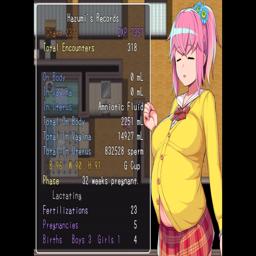 Hazumi's Records
Total Encounters 318
On Body 0 mL
0 mL
In Uterus Amniotic Fluid
Total On Body 2251 mL
Total In Vagina 14927 mL
Total In Uterus 832528 sperm
G Cup
Phase 32 weeks pregnant.
Lactating
Fertilizations 23
Pregnancies 5
Births Boys 3 Girls 1 4